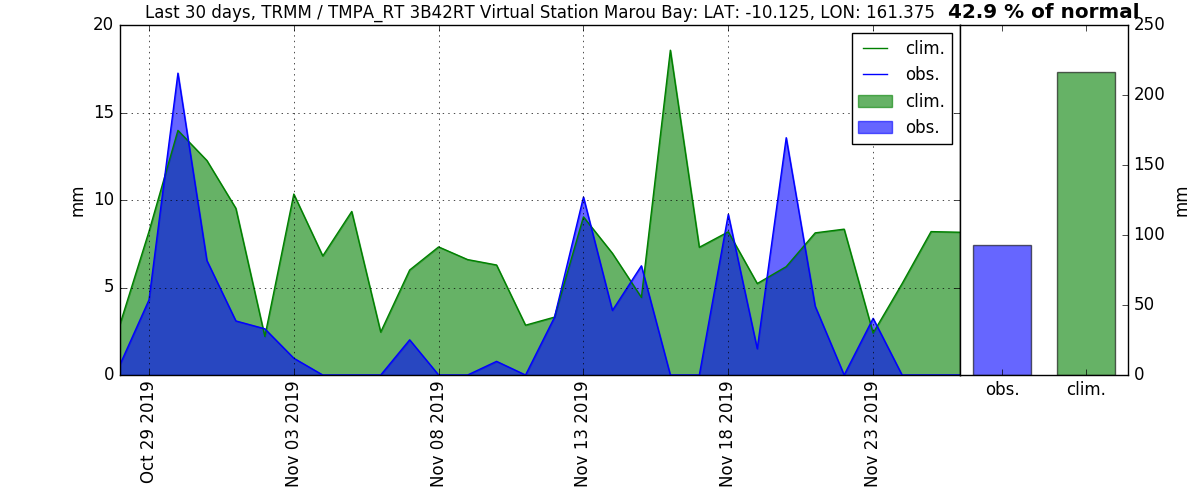 Last 30 days, TRMM / TMPA_RT 3B42RT Virtual Station Marou Bay: LAT: -10.125, LON: 161.375
42.9 % of normal
20
15
10
5
0
mm
clim.
obs.
clim.
obs.
Oct 29 2019
Nov 03 2019
Nov 08 2019
Nov 13 2019
Nov 18 2019
Nov 23 2019
250
200
150
100
50
0
mm
obs.
clim.